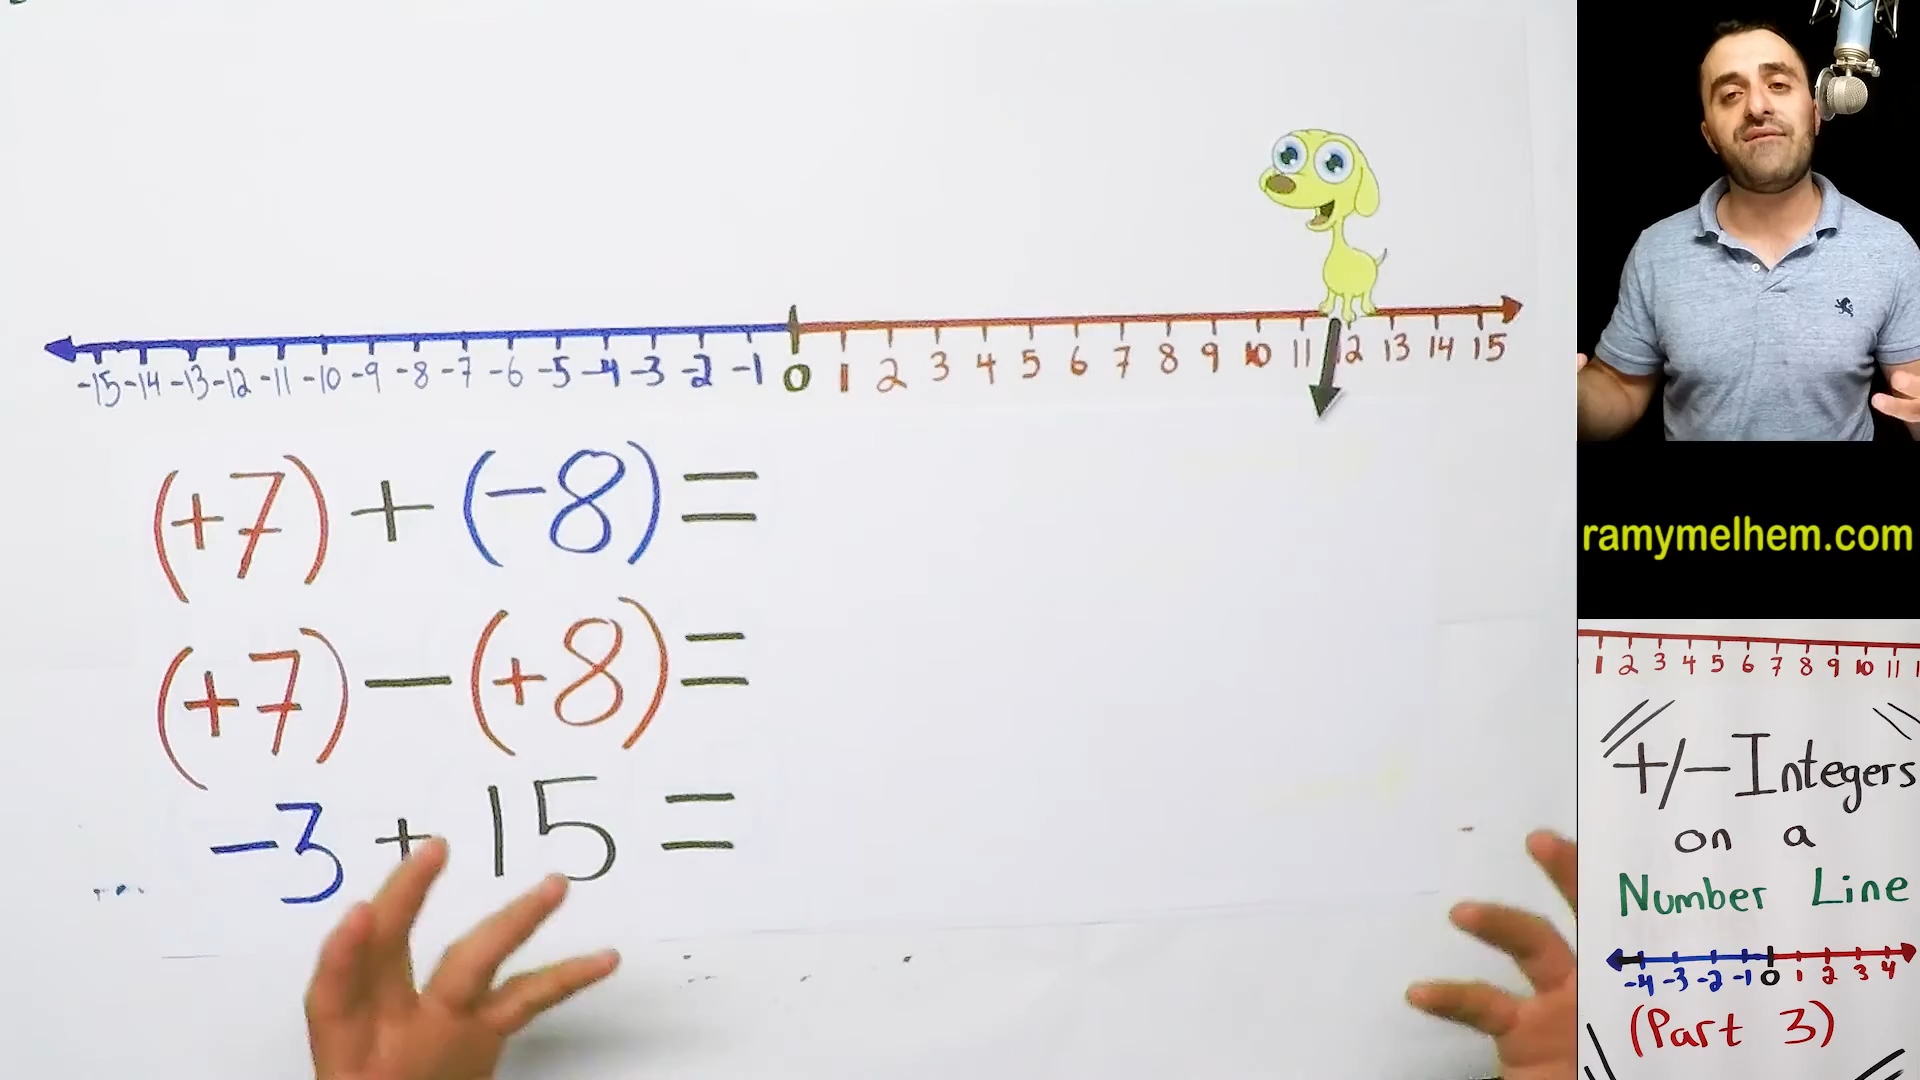 -15 -14 -13 -12 -11 -10 -9 -8 -7 -6 -5 -4 -3 -2 -1 0 1 2 3 4 5 6 7 8 9 10 11 12 13 14 15
(+7) + (-8) =
(+7) - (+8) =
-3 + 15 =
ramymelhem.com
1 2 3 4 5 6 7 8 9 10 11
+/- Integers
on a
Number Line
-4 -3 -2 -1 0 1 2 3 4
(Part 3)